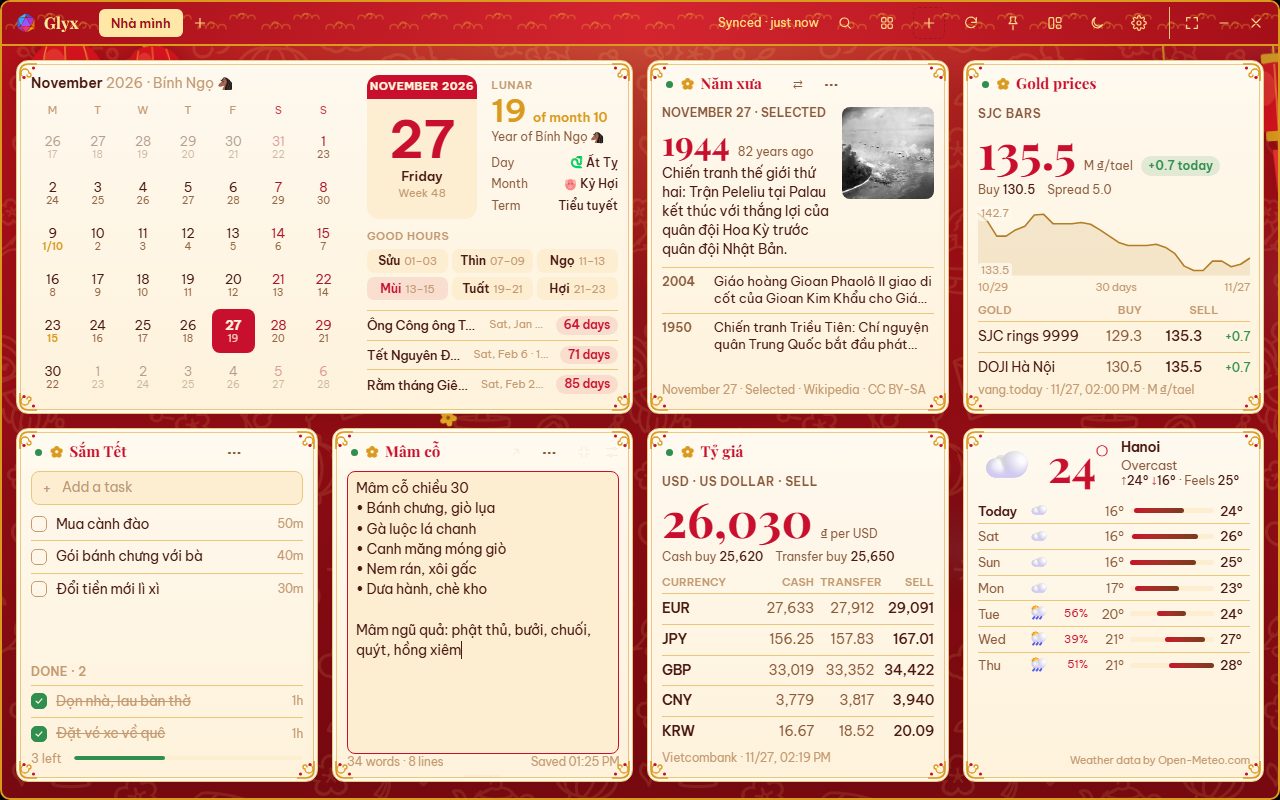 Glyx
Nhà mình
+
Synced · just now
November 2026 · Bính Ngọ
M T W T F S S
26 27 28 29 30 31 1
17 18 19 20 21 22 23
2 3 4 5 6 7 8
24 25 26 27 28 29 30
9 10 11 12 13 14 15
1/10 2 3 4 5 6 7
16 17 18 19 20 21 22
8 9 10 11 12 13 14
23 24 25 26 27 28 29
15 16 17 18 19 20 21
30 1 2 3 4 5 6
22 23 24 25 26 27 28
NOVEMBER 2026
27
Friday
Week 48
LUNAR
19 of month 10
Year of Bính Ngọ
Day Ất Tỵ
Month Kỷ Hợi
Term Tiểu tuyết
GOOD HOURS
Sửu 01–03 Thìn 07–09 Ngọ 11–13
Mùi 13–15 Tuất 19–21 Hợi 21–23
Ông Công ông T... Sat, Jan ... 64 days
Tết Nguyên Đ... Sat, Feb 6 · 1... 71 days
Rằm tháng Giê... Sat, Feb 2... 85 days
Năm xưa
NOVEMBER 27 · SELECTED
1944 82 years ago
Chiến tranh thế giới thứ
hai: Trận Peleliu tại Palau
kết thúc với thắng lợi của
quân đội Hoa Kỳ trước
quân đội Nhật Bản.
2004 Giáo hoàng Gioan Phaolô II giao di
cốt của Gioan Kim Khẩu cho Giá...
1950 Chiến tranh Triều Tiên: Chí nguyện
quân Trung Quốc bắt đầu phát...
November 27 · Selected · Wikipedia · CC BY-SA
Gold prices
SJC BARS
135.5 M ₫/tael +0.7 today
Buy 130.5 Spread 5.0
142.7
133.5
10/29 30 days 11/27
GOLD BUY SELL
SJC rings 9999 129.3 135.3 +0.7
DOJI Hà Nội 130.5 135.5 +0.7
vang.today · 11/27, 02:00 PM · M ₫/tael
Sắm Tết
+ Add a task
Mua cành đào 50m
Gói bánh chưng với bà 40m
Đổi tiền mới lì xì 30m
DONE · 2
Dọn nhà, lau bàn thờ 1h
Đặt vé xe về quê 1h
3 left
Mâm cỗ
Mâm cỗ chiều 30
• Bánh chưng, giò lụa
• Gà luộc lá chanh
• Canh măng móng giò
• Nem rán, xôi gấc
• Dưa hành, chè kho
Mâm ngũ quả: phật thủ, bưởi, chuối,
quýt, hồng xiêm
34 words · 8 lines Saved 01:25 PM
Tỷ giá
USD · US DOLLAR · SELL
26,030 ₫ per USD
Cash buy 25,620 Transfer buy 25,650
CURRENCY CASH TRANSFER SELL
EUR 27,633 27,912 29,091
JPY 156.25 157.83 167.01
GBP 33,019 33,352 34,422
CNY 3,779 3,817 3,940
KRW 16.67 18.52 20.09
Vietcombank · 11/27, 02:19 PM
24°
Hanoi
Overcast
↑24° ↓16° · Feels 25°
Today 16° 24°
Sat 16° 26°
Sun 16° 25°
Mon 17° 23°
Tue 56% 20° 24°
Wed 39% 21° 27°
Thu 51% 21° 28°
Weather data by Open-Meteo.com